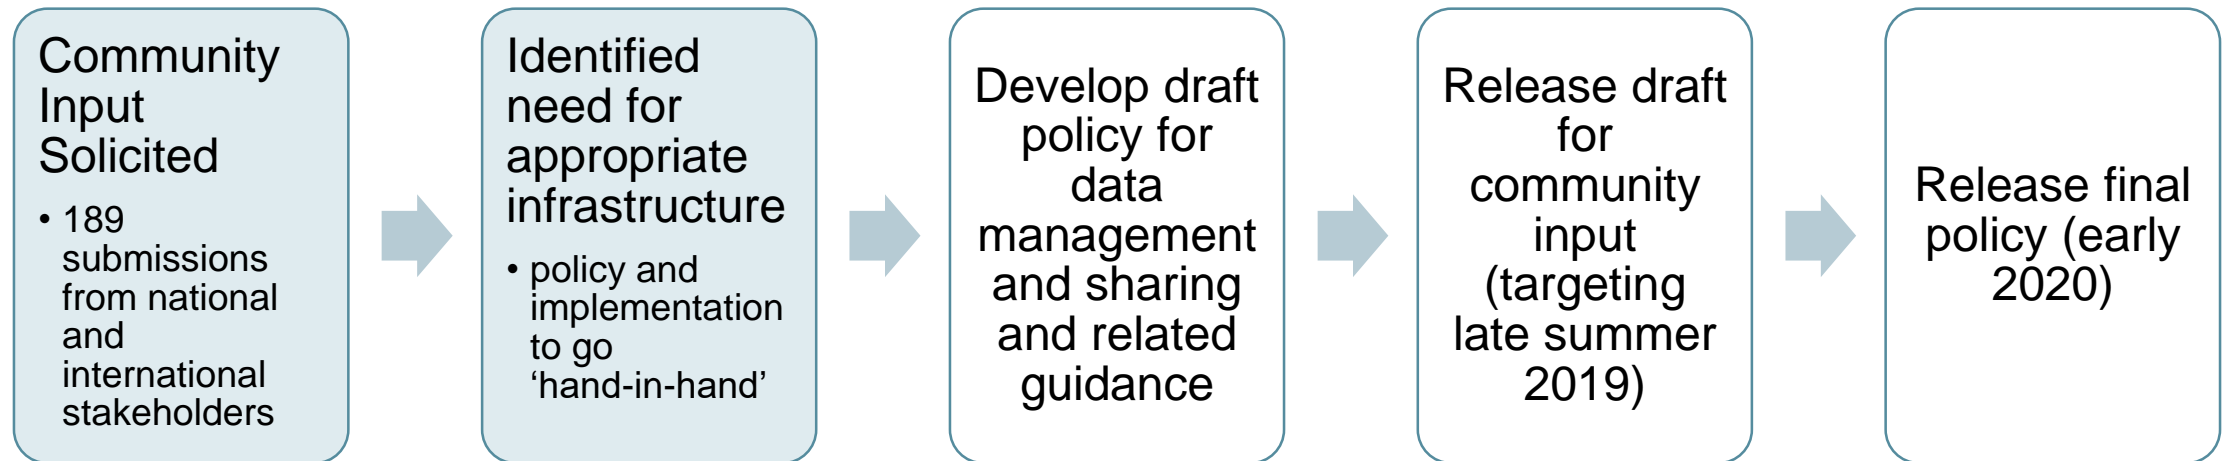 Community
Input
Solicited
• 189
submissions
from national
and
international
stakeholders
Identified
need for
appropriate
infrastructure
• policy and
implementation
to go
‘hand-in-hand’
Develop draft
policy for
data
management
and sharing
and related
guidance
Release draft
for
community
input
(targeting
late summer
2019)
Release final
policy (early
2020)